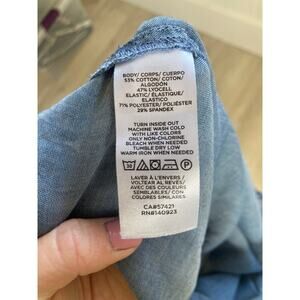 BODY/ CORPS/ CUERPO
53% COTTON/ COTON/
ALGODÓN
47% LYOCELL
ELASTIC/ ÉLASTIQUE/
ELÁSTICO
71% POLYESTER/ POLIÉSTER
29% SPANDEX
TURN INSIDE OUT
MACHINE WASH COLD
WITH LIKE COLORS
ONLY NON-CHLORINE
BLEACH WHEN NEEDED
TUMBLE DRY LOW
WARM IRON WHEN NEEDED
30 P
LAVER À L'ENVERS /
VOLTEAR AL REVÉS/
AVEC DES COULEURS
SEMBLABLES/ CON
COLORES SIMILARES
CA#57421
RN#140923